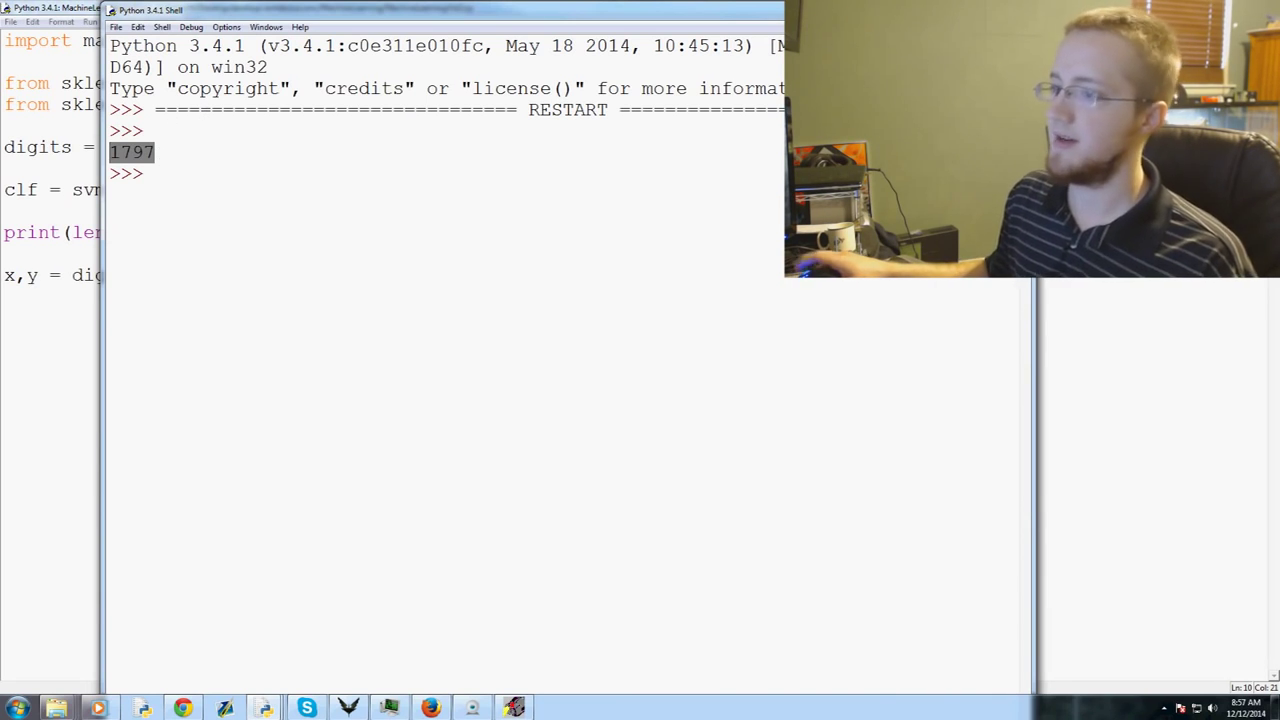 Python 3.4.1: MachineLe
File Edit Format Run
import ma
from skle
from skle
digits =
clf = svm
print(len
x,y = dig
Python 3.4.1 Shell
File Edit Shell Debug Options Windows Help
Python 3.4.1 (v3.4.1:c0e311e010fc, May 18 2014, 10:45:13) [M
D64)] on win32
Type "copyright", "credits" or "license()" for more informat
>>> ================================ RESTART ===============
>>>
1797
>>>
Ln: 10 Col: 21
8:57 AM
12/12/2014